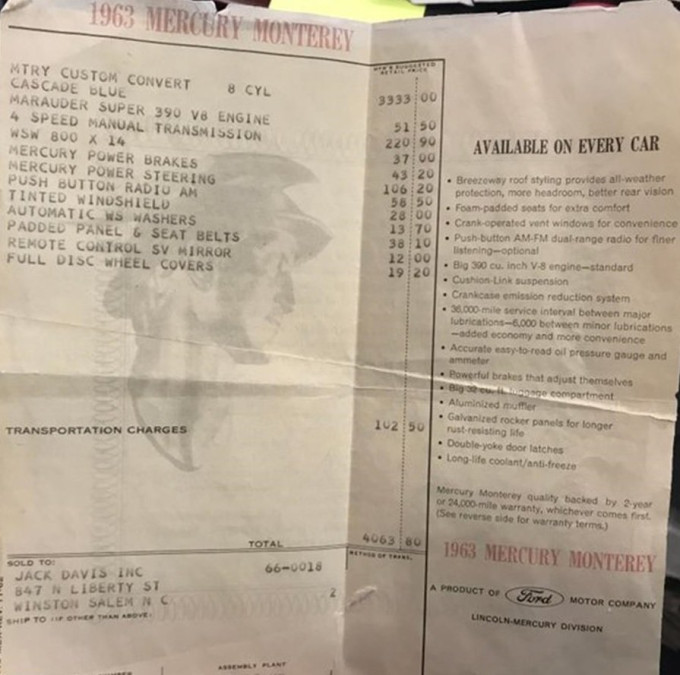 1963 MERCURY MONTEREY
MFR'S SUGGESTED
RETAIL PRICE
MTRY CUSTOM CONVERT 8 CYL 3333 00
CASCADE BLUE
MARAUDER SUPER 390 V8 ENGINE 51 50
4 SPEED MANUAL TRANSMISSION 220 90
WSW 800 X 14 37 00
MERCURY POWER BRAKES 43 20
MERCURY POWER STEERING 106 20
PUSH BUTTON RADIO AM 58 50
TINTED WINDSHIELD 28 00
AUTOMATIC WS WASHERS 13 70
PADDED PANEL & SEAT BELTS 38 10
REMOTE CONTROL SV MIRROR 12 00
FULL DISC WHEEL COVERS 19 20
TRANSPORTATION CHARGES 102 50
TOTAL 4063 80
METHOD OF TRANS.
SOLD TO: 66-0018
JACK DAVIS INC
847 N LIBERTY ST 2
WINSTON SALEM N C
SHIP TO (IF OTHER THAN ABOVE)
ASSEMBLY PLANT
AVAILABLE ON EVERY CAR
• Breezeway roof styling provides all-weather
protection, more headroom, better rear vision
• Foam-padded seats for extra comfort
• Crank-operated vent windows for convenience
• Push-button AM-FM dual-range radio for finer
listening—optional
• Big 390 cu. inch V-8 engine—standard
• Cushion-Link suspension
• Crankcase emission reduction system
• 36,000-mile service interval between major
lubrications—6,000 between minor lubrications
—added economy and more convenience
• Accurate easy-to-read oil pressure gauge and
ammeter
• Powerful brakes that adjust themselves
• Big 32 cu. ft. luggage compartment
• Aluminized muffler
• Galvanized rocker panels for longer
rust-resisting life
• Double-yoke door latches
• Long-life coolant/anti-freeze
Mercury Monterey quality backed by 2-year
or 24,000-mile warranty, whichever comes first.
(See reverse side for warranty terms.)
1963 MERCURY MONTEREY
A PRODUCT OF Ford MOTOR COMPANY
LINCOLN-MERCURY DIVISION